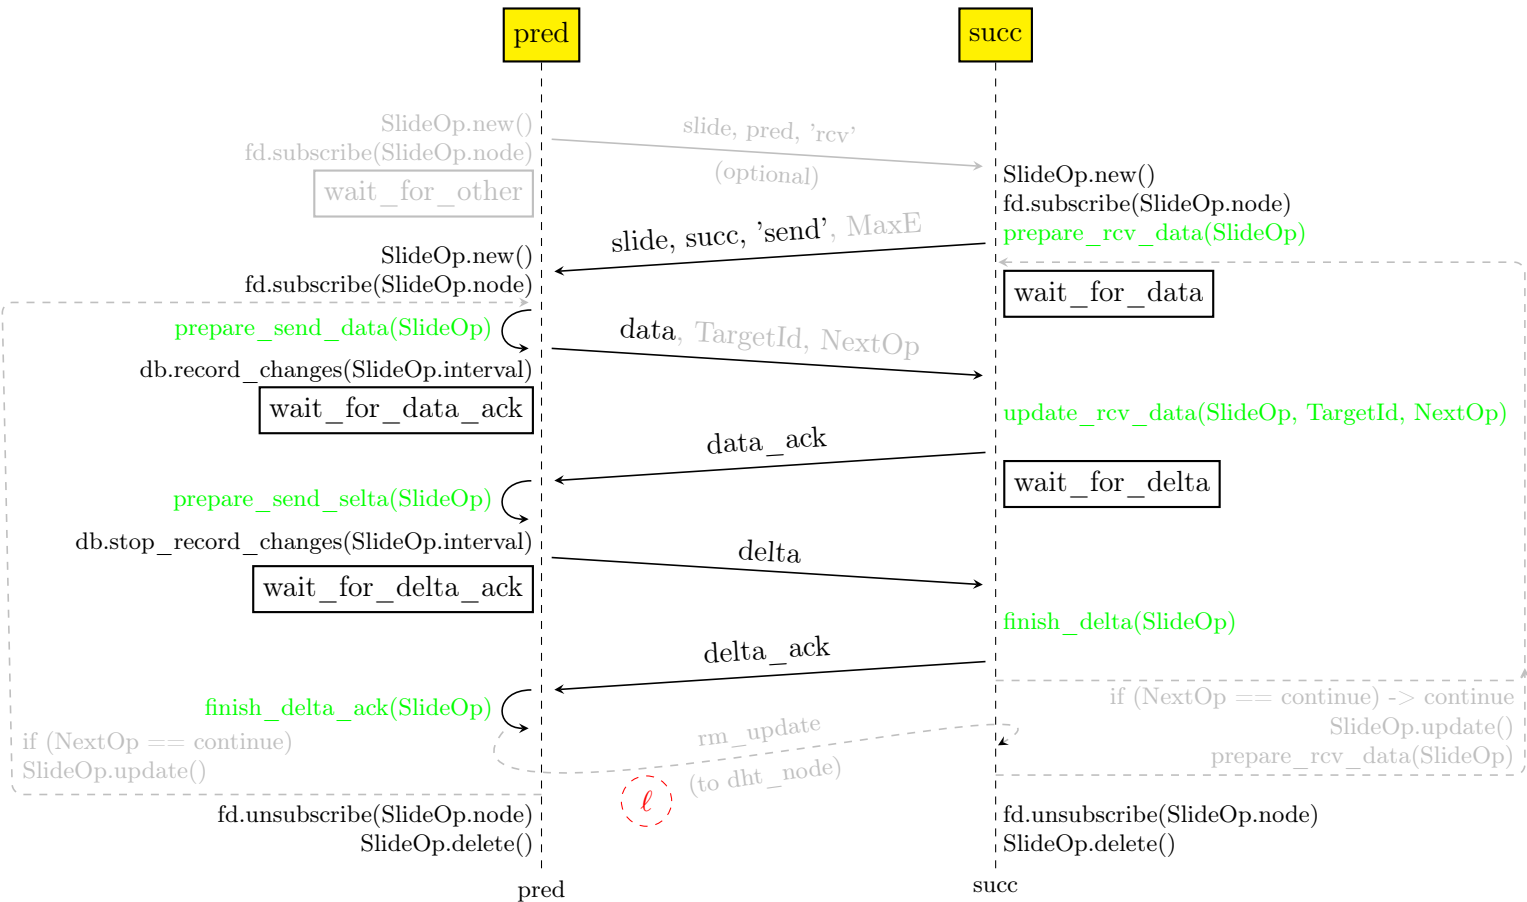 pred
succ
SlideOp.new()
fd.subscribe(SlideOp.node)
wait_for_other
slide, pred, 'rcv'
(optional)
SlideOp.new()
fd.subscribe(SlideOp.node)
prepare_rcv_data(SlideOp)
slide, succ, 'send', MaxE
SlideOp.new()
fd.subscribe(SlideOp.node)
wait_for_data
prepare_send_data(SlideOp)
data, TargetId, NextOp
db.record_changes(SlideOp.interval)
wait_for_data_ack
update_rcv_data(SlideOp, TargetId, NextOp)
data_ack
wait_for_delta
prepare_send_selta(SlideOp)
db.stop_record_changes(SlideOp.interval)
delta
wait_for_delta_ack
finish_delta(SlideOp)
delta_ack
finish_delta_ack(SlideOp)
if (NextOp == continue) -> continue
SlideOp.update()
prepare_rcv_data(SlideOp)
rm_update
(to dht_node)
if (NextOp == continue)
SlideOp.update()
ℓ
fd.unsubscribe(SlideOp.node)
SlideOp.delete()
fd.unsubscribe(SlideOp.node)
SlideOp.delete()
pred
succ